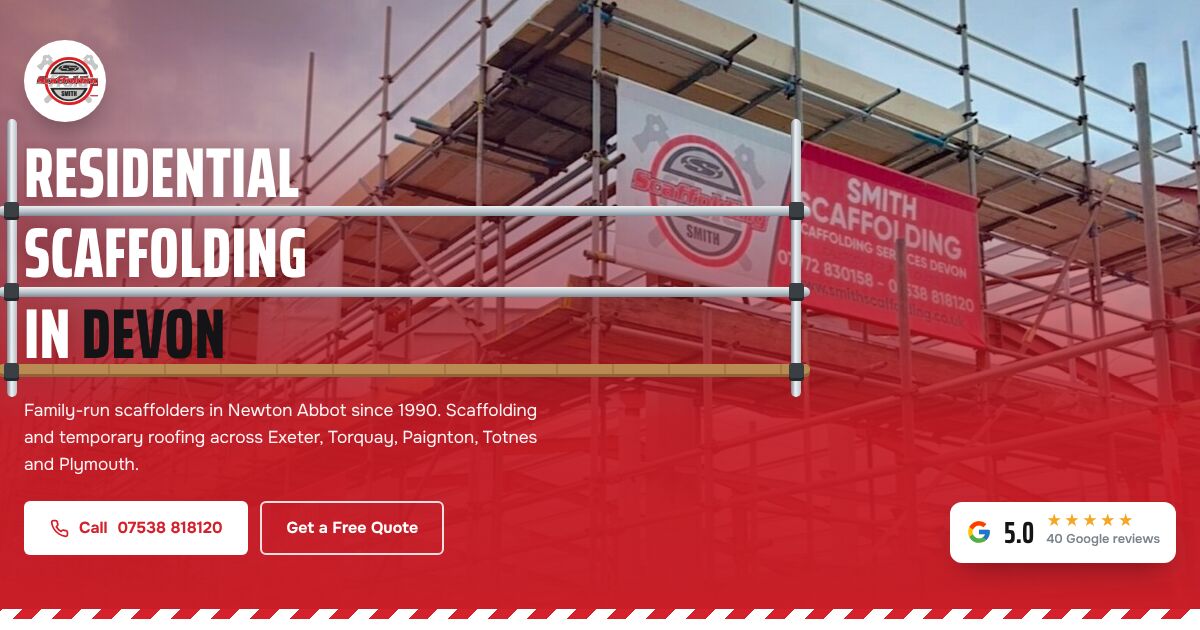 Scaffolding
SMITH
RESIDENTIAL
SCAFFOLDING
IN DEVON
Scaffolding
SMITH
SMITH
SCAFFOLDING
SCAFFOLDING SERVICES DEVON
830158 - 07538 818120
www.smithscaffolding.co.uk
Family-run scaffolders in Newton Abbot since 1990. Scaffolding
and temporary roofing across Exeter, Torquay, Paignton, Totnes
and Plymouth.
Call 07538 818120
Get a Free Quote
5.0
40 Google reviews